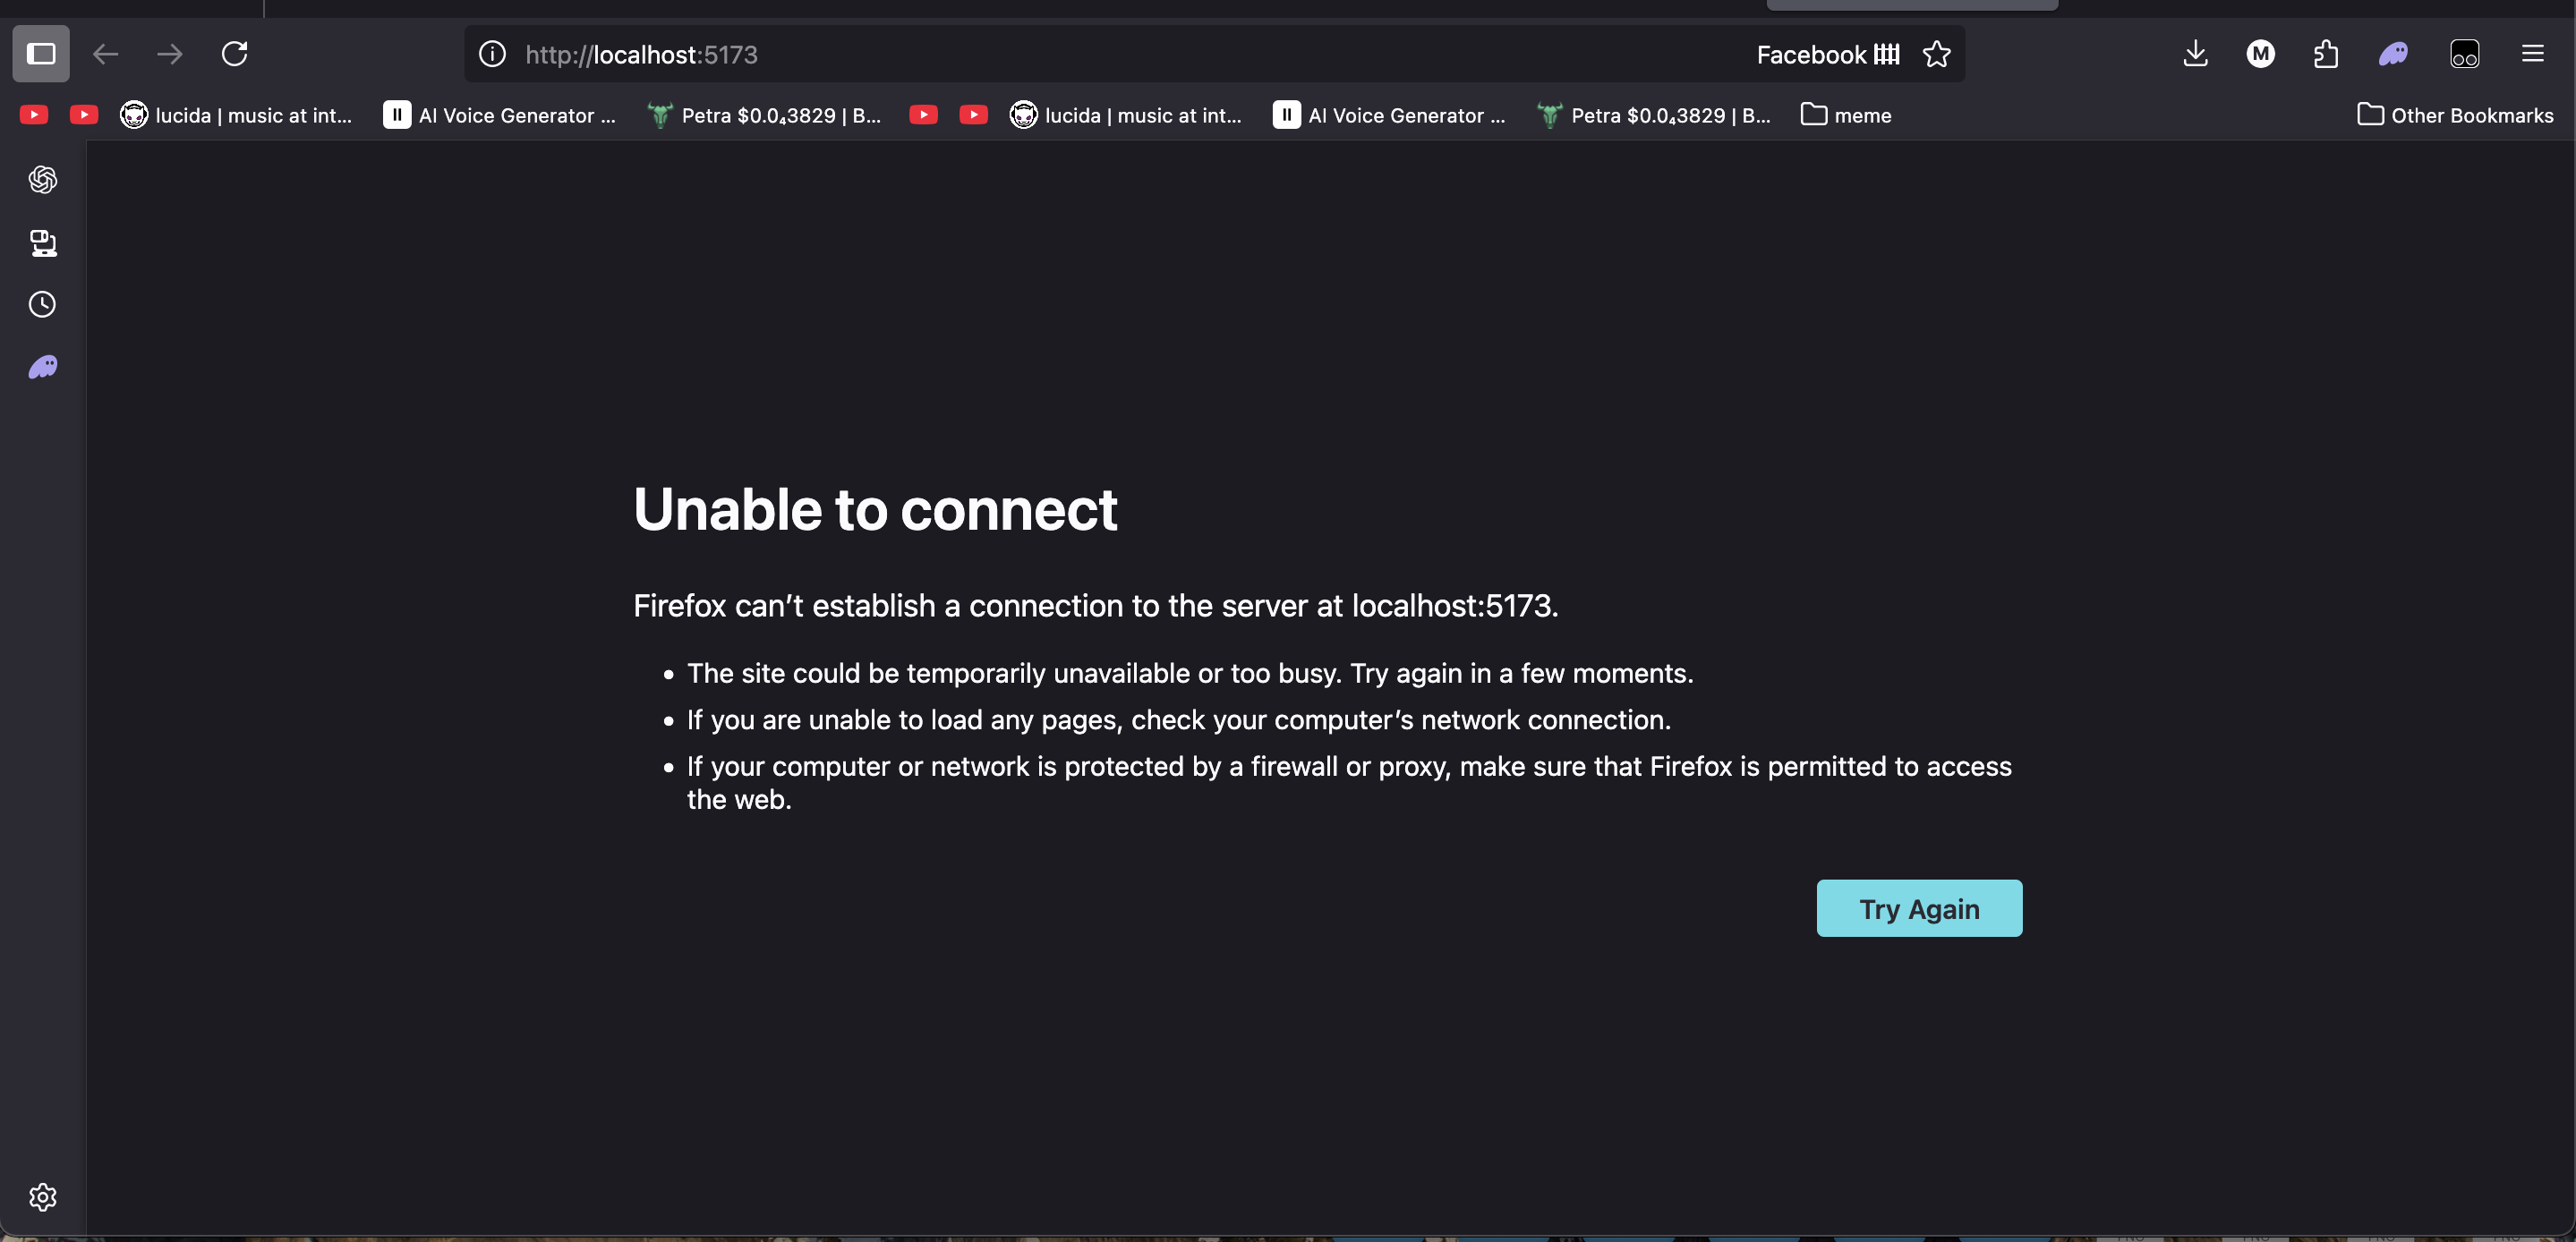 http://localhost:5173
Facebook
M
lucida | music at int...
AI Voice Generator ...
Petra $0.0₄3829 | B...
lucida | music at int...
AI Voice Generator ...
Petra $0.0₄3829 | B...
meme
Other Bookmarks
Unable to connect
Firefox can’t establish a connection to the server at localhost:5173.
• The site could be temporarily unavailable or too busy. Try again in a few moments.
• If you are unable to load any pages, check your computer’s network connection.
• If your computer or network is protected by a firewall or proxy, make sure that Firefox is permitted to access
the web.
Try Again